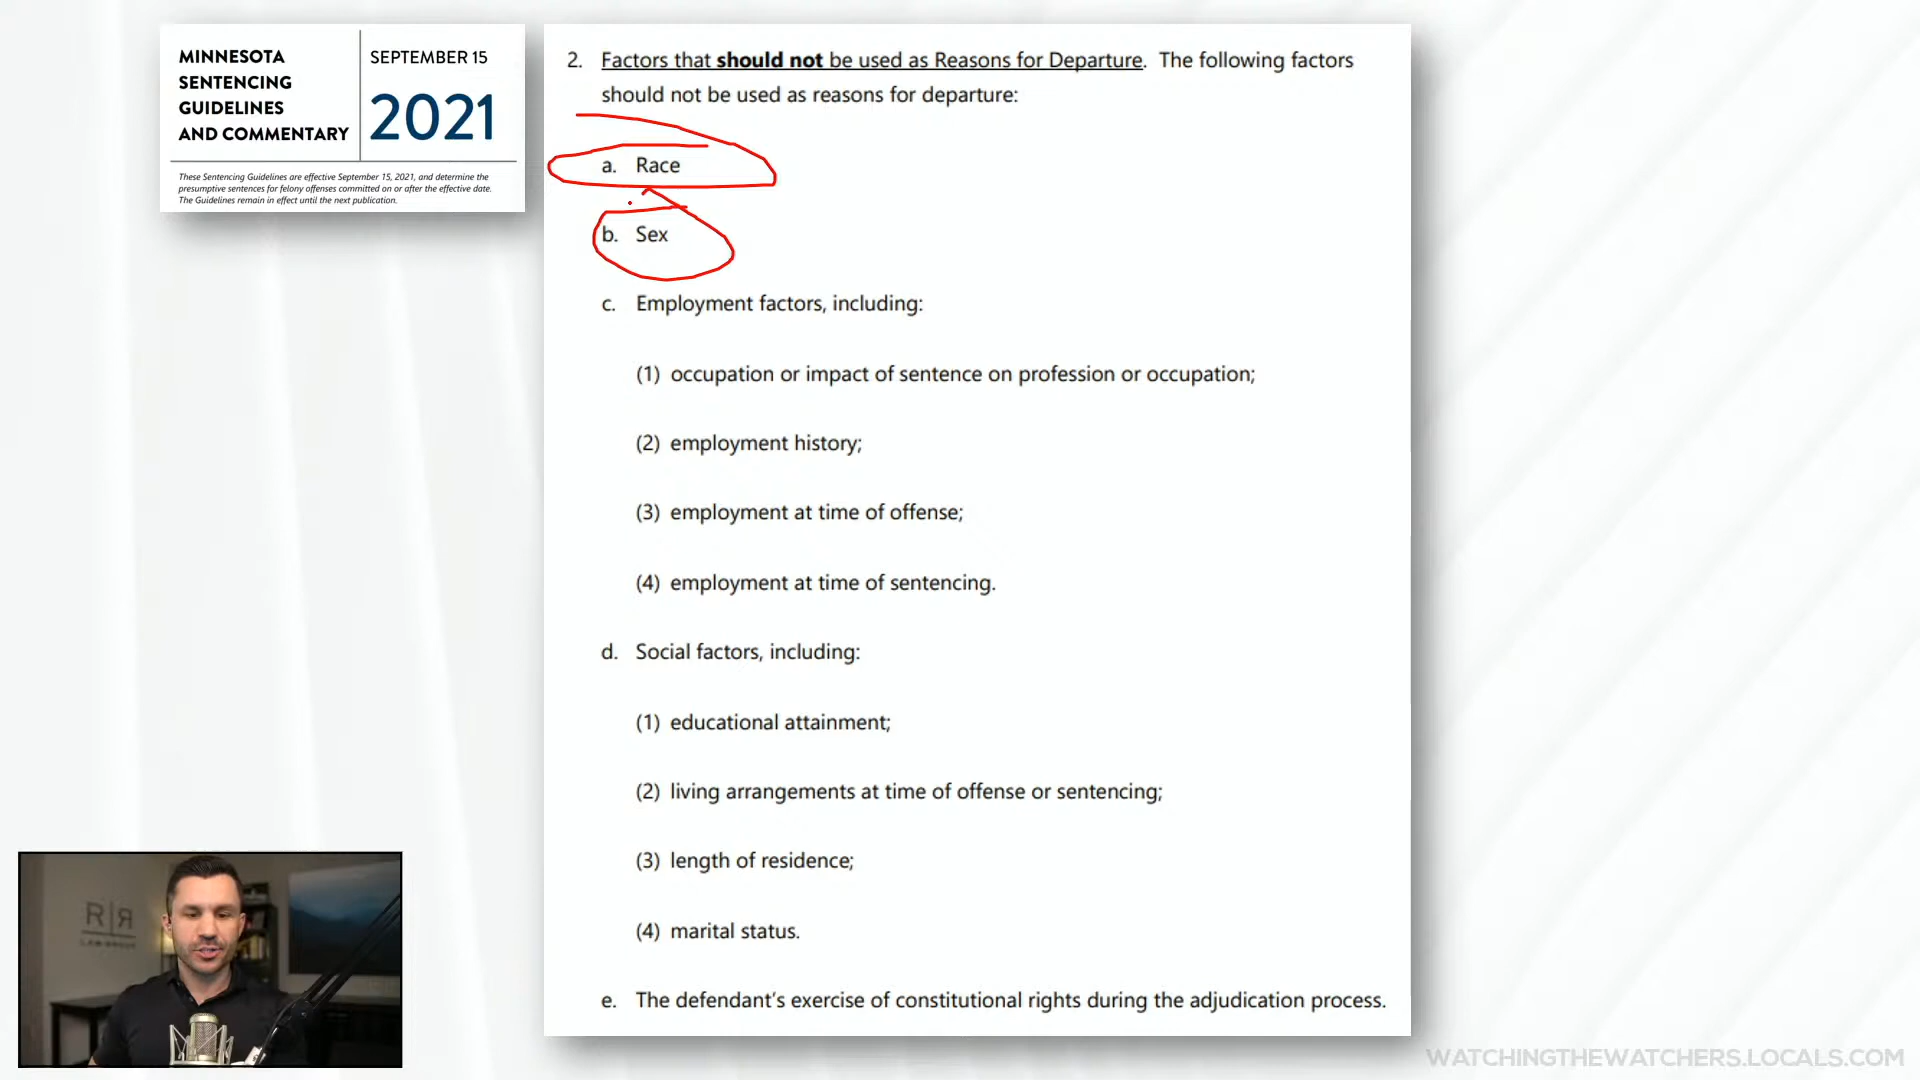 MINNESOTA
SENTENCING
GUIDELINES
AND COMMENTARY
SEPTEMBER 15
2021
These Sentencing Guidelines are effective September 15, 2021, and determine the
presumptive sentences for felony offenses committed on or after the effective date.
The Guidelines remain in effect until the next publication.
2. Factors that should not be used as Reasons for Departure. The following factors
should not be used as reasons for departure:
a. Race
b. Sex
c. Employment factors, including:
(1) occupation or impact of sentence on profession or occupation;
(2) employment history;
(3) employment at time of offense;
(4) employment at time of sentencing.
d. Social factors, including:
(1) educational attainment;
(2) living arrangements at time of offense or sentencing;
(3) length of residence;
(4) marital status.
e. The defendant's exercise of constitutional rights during the adjudication process.
R|R
LAW GROUP
WATCHINGTHEWATCHERS.LOCALS.COM